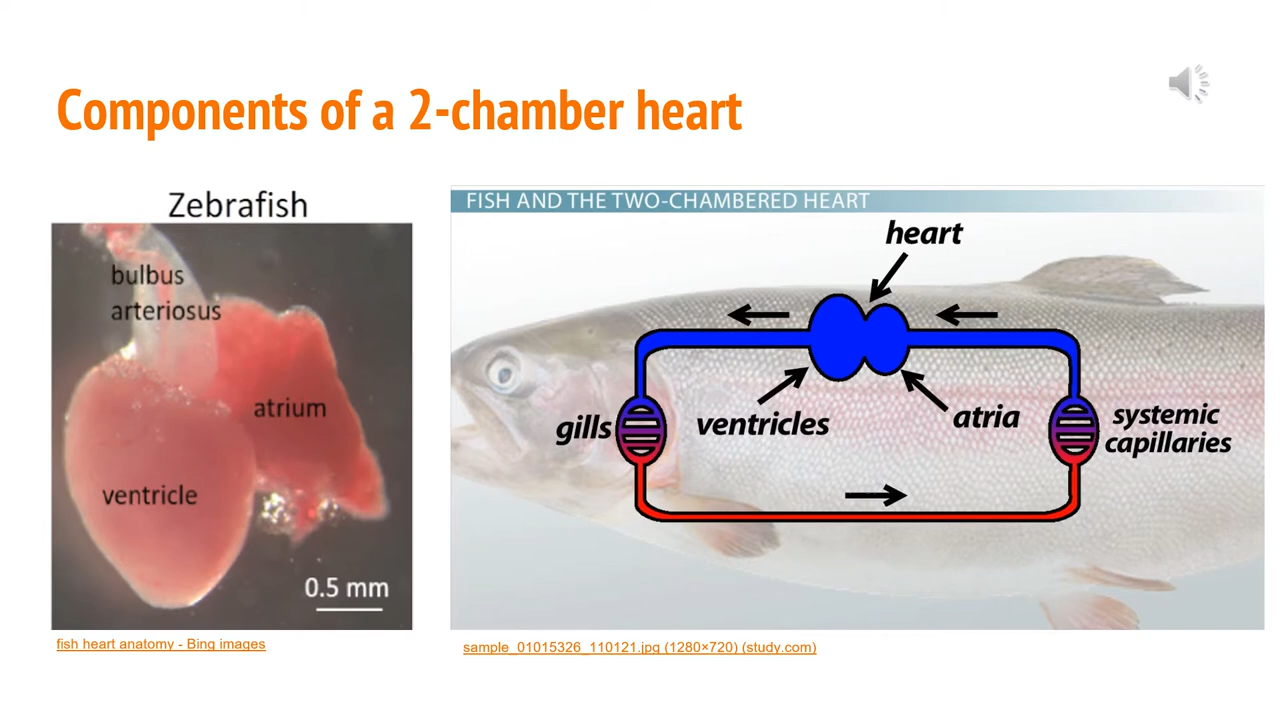 Components of a 2-chamber heart
Zebrafish
bulbus
arteriosus
atrium
ventricle
0.5 mm
fish heart anatomy - Bing images
FISH AND THE TWO-CHAMBERED HEART
heart
gills
ventricles
atria
systemic
capillaries
sample_01015326_110121.jpg (1280×720) (study.com)